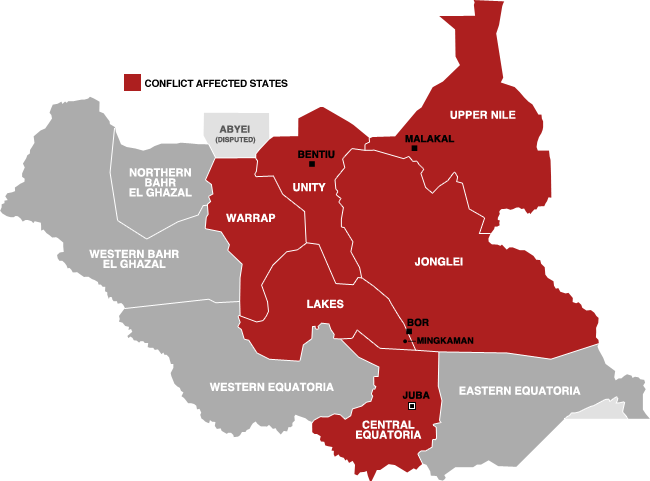 CONFLICT AFFECTED STATES
UPPER NILE
ABYEI
(DISPUTED)
MALAKAL
BENTIU
NORTHERN
BAHR
EL GHAZAL
UNITY
WARRAP
WESTERN BAHR
EL GHAZAL
JONGLEI
LAKES
BOR
MINGKAMAN
WESTERN EQUATORIA
EASTERN EQUATORIA
JUBA
CENTRAL
EQUATORIA